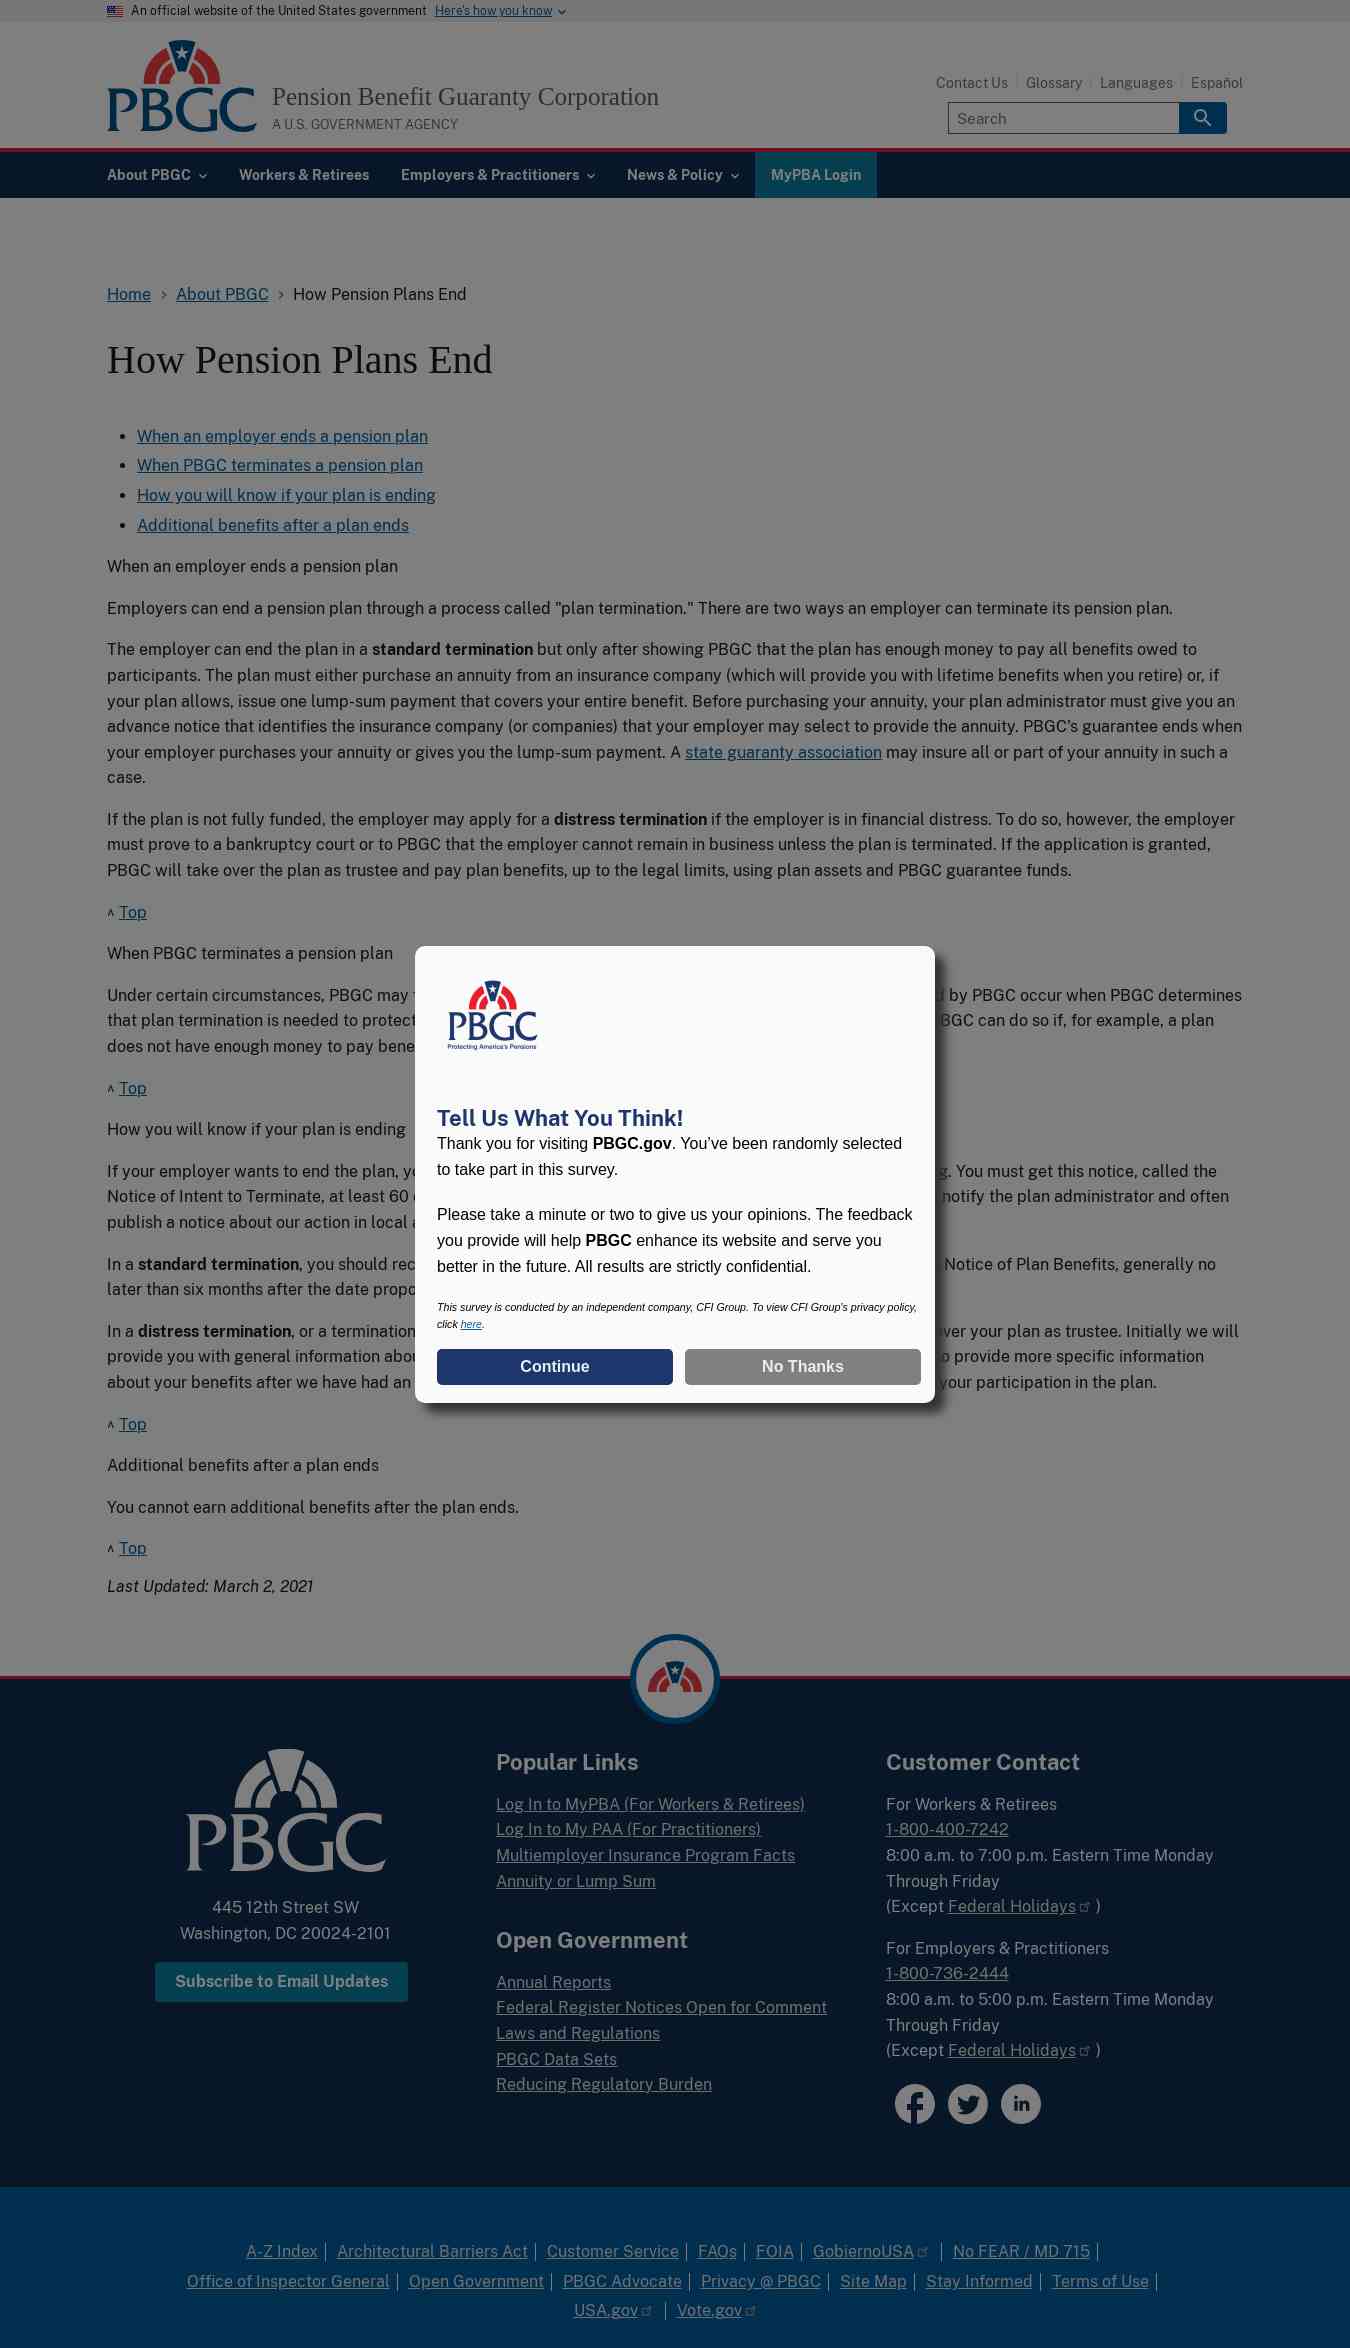 An official website of the United States government Here's how you know
PBGC
Pension Benefit Guaranty Corporation
A U.S. GOVERNMENT AGENCY
Contact Us Glossary Languages Español
Search
About PBGC Workers & Retirees Employers & Practitioners News & Policy MyPBA Login
Home About PBGC How Pension Plans End
How Pension Plans End
• When an employer ends a pension plan
• When PBGC terminates a pension plan
• How you will know if your plan is ending
• Additional benefits after a plan ends
When an employer ends a pension plan
Employers can end a pension plan through a process called "plan termination." There are two ways an employer can terminate its pension plan.
The employer can end the plan in a standard termination but only after showing PBGC that the plan has enough money to pay all benefits owed to
participants. The plan must either purchase an annuity from an insurance company (which will provide you with lifetime benefits when you retire) or, if
your plan allows, issue one lump-sum payment that covers your entire benefit. Before purchasing your annuity, your plan administrator must give you an
advance notice that identifies the insurance company (or companies) that your employer may select to provide the annuity. PBGC's guarantee ends when
your employer purchases your annuity or gives you the lump-sum payment. A state guaranty association may insure all or part of your annuity in such a
case.
If the plan is not fully funded, the employer may apply for a distress termination if the employer is in financial distress. To do so, however, the employer
must prove to a bankruptcy court or to PBGC that the employer cannot remain in business unless the plan is terminated. If the application is granted,
PBGC will take over the plan as trustee and pay plan benefits, up to the legal limits, using plan assets and PBGC guarantee funds.
^ Top
When PBGC terminates a pension plan
Under certain circumstances, PBGC may by PBGC occur when PBGC determines
that plan termination is needed to protect PBGC can do so if, for example, a plan
does not have enough money to pay
^ Top
How you will know if your plan is ending
If your employer wants to end the plan, You must get this notice, called the
Notice of Intent to Terminate, at least 60 notify the plan administrator and often
publish a notice about our action in local
In a standard termination, you should Notice of Plan Benefits, generally no
later than six months after the date
In a distress termination, or a termination over your plan as trustee. Initially we will
provide you with general information provide more specific information
about your benefits after we have had an your participation in the plan.
^ Top
Additional benefits after a plan ends
You cannot earn additional benefits after the plan ends.
^ Top
Last Updated: March 2, 2021
PBGC
Protecting America's Pensions
Tell Us What You Think!
Thank you for visiting PBGC.gov. You’ve been randomly selected
to take part in this survey.
Please take a minute or two to give us your opinions. The feedback
you provide will help PBGC enhance its website and serve you
better in the future. All results are strictly confidential.
This survey is conducted by an independent company, CFI Group. To view CFI Group's privacy policy,
click here.
Continue No Thanks
PBGC
445 12th Street SW
Washington, DC 20024-2101
Subscribe to Email Updates
Popular Links
Log In to MyPBA (For Workers & Retirees)
Log In to My PAA (For Practitioners)
Multiemployer Insurance Program Facts
Annuity or Lump Sum
Open Government
Annual Reports
Federal Register Notices Open for Comment
Laws and Regulations
PBGC Data Sets
Reducing Regulatory Burden
Customer Contact
For Workers & Retirees
1-800-400-7242
8:00 a.m. to 7:00 p.m. Eastern Time Monday
Through Friday
(Except Federal Holidays )
For Employers & Practitioners
1-800-736-2444
8:00 a.m. to 5:00 p.m. Eastern Time Monday
Through Friday
(Except Federal Holidays )
in
A-Z Index | Architectural Barriers Act | Customer Service | FAQs | FOIA | GobiernoUSA | No FEAR / MD 715 |
Office of Inspector General | Open Government | PBGC Advocate | Privacy @ PBGC | Site Map | Stay Informed | Terms of Use |
USA.gov | Vote.gov